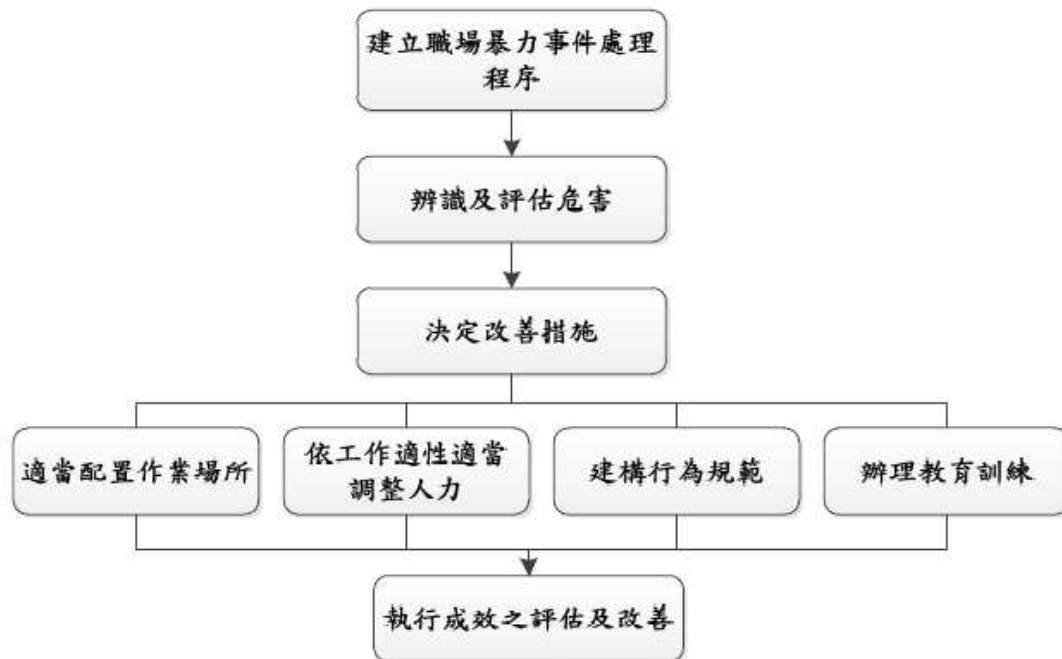 建立職場暴力事件處理
程序
辨識及評估危害
決定改善措施
適當配置作業場所
依工作適性適當
調整人力
建構行為規範
辦理教育訓練
執行成效之評估及改善